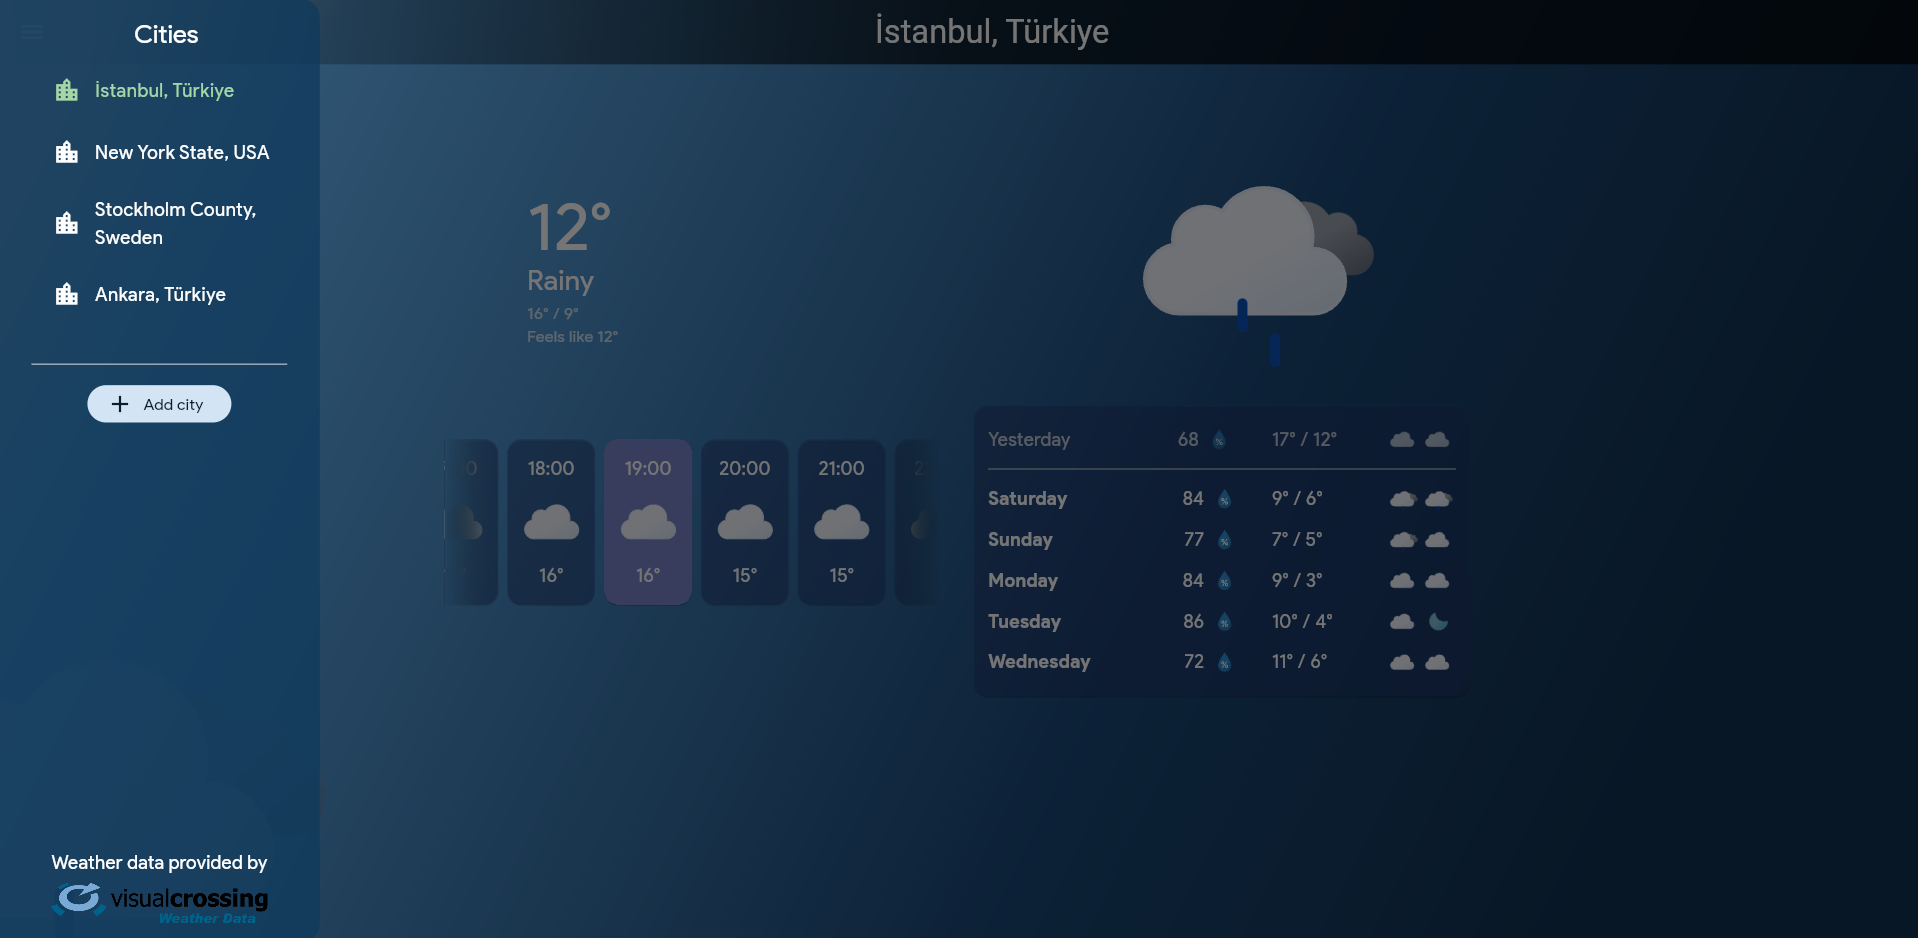 Cities
İstanbul, Türkiye
New York State, USA
Stockholm County,
Sweden
Ankara, Türkiye
Add city
Weather data provided by
visualcrossing
Weather Data
İstanbul, Türkiye
12°
Rainy
16° / 9°
Feels like 12°
18:00 19:00 20:00 21:00
16° 16° 15° 15°
Yesterday 68 % 17° / 12°
Saturday 84 % 9° / 6°
Sunday 77 % 7° / 5°
Monday 84 % 9° / 3°
Tuesday 86 % 10° / 4°
Wednesday 72 % 11° / 6°